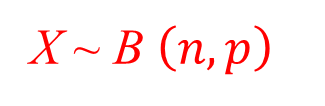 X ~ B (n, p)